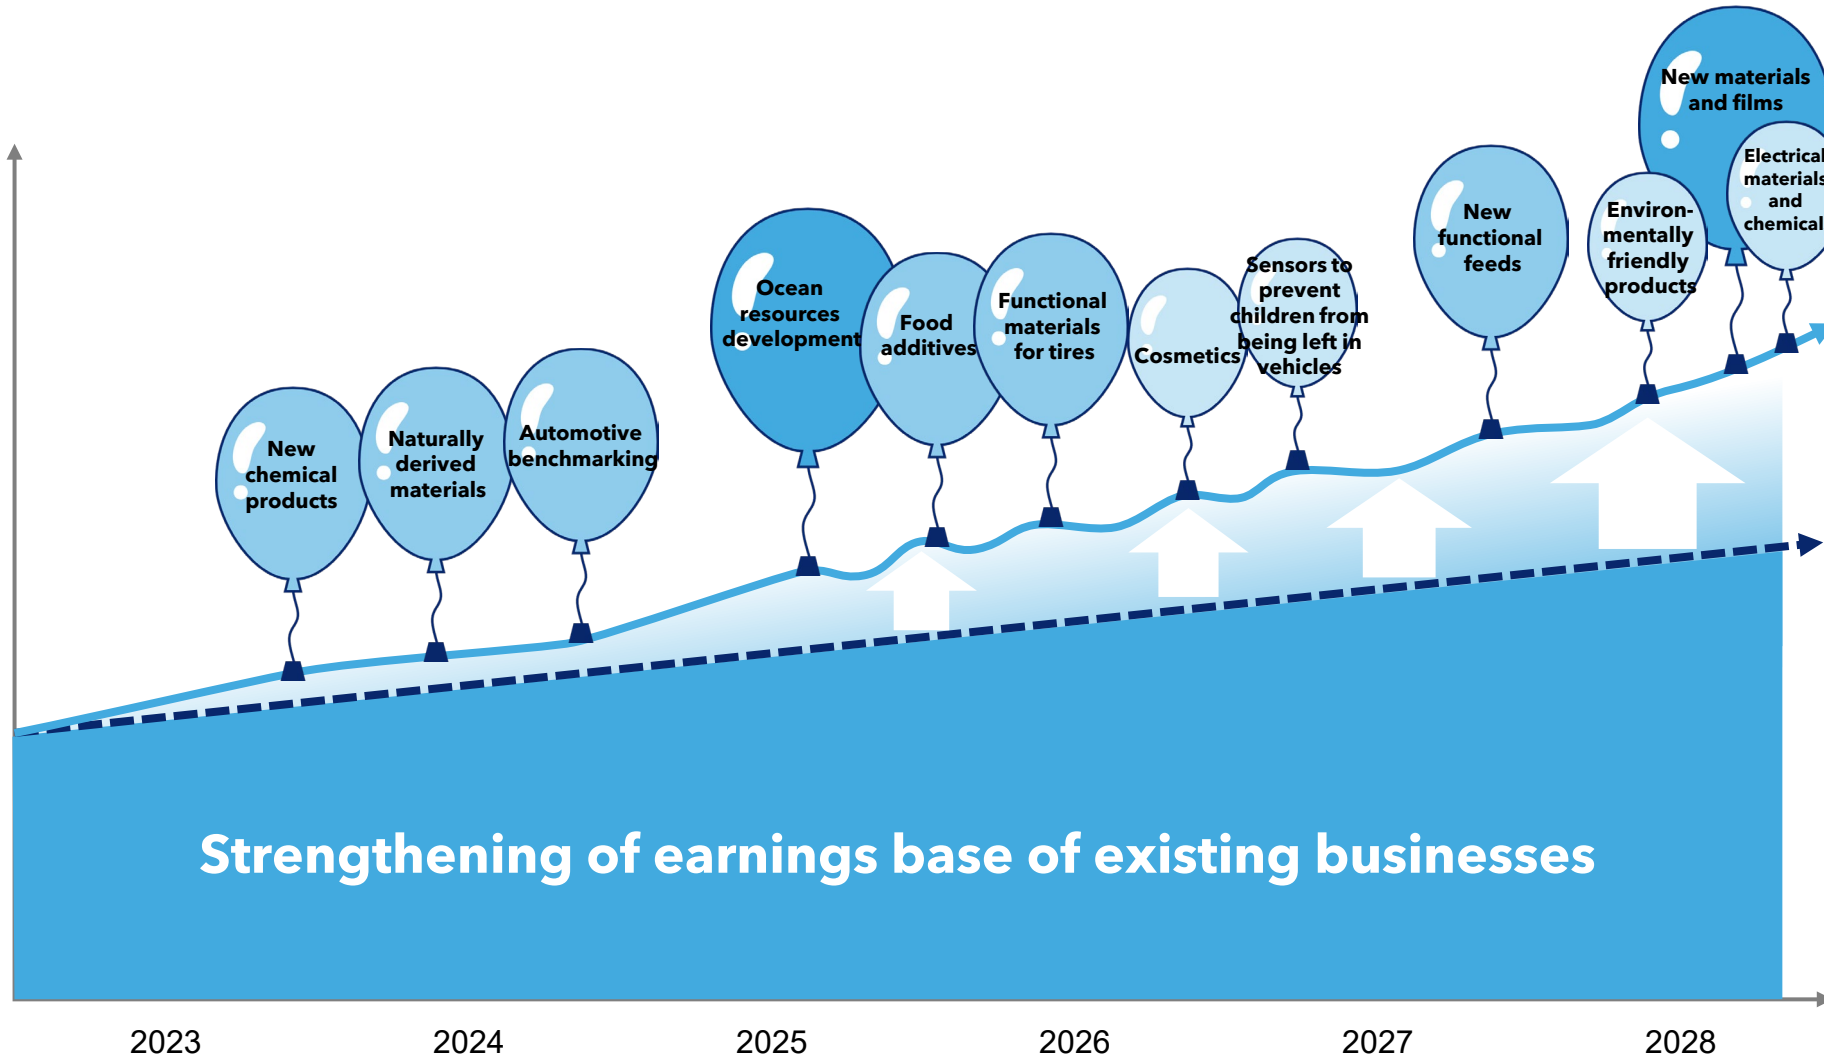 New
chemical
products
Naturally
derived
materials
Automotive
benchmarking
Ocean
resources
development
Food
additives
Functional
materials
for tires
Cosmetics
Sensors to
prevent
children from
being left in
vehicles
New
functional
feeds
Environ-
mentally
friendly
products
New materials
and films
Electrical
materials
and
chemical
Strengthening of earnings base of existing businesses
2023
2024
2025
2026
2027
2028